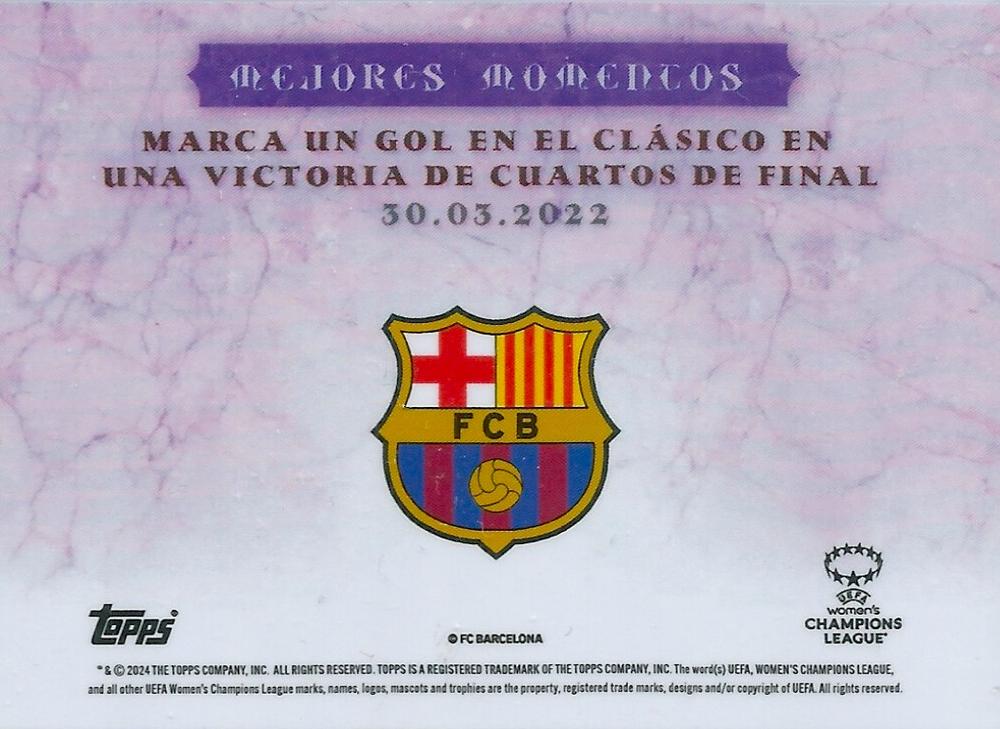 MEJORES MOMENTOS
MARCA UN GOL EN EL CLÁSICO EN
UNA VICTORIA DE CUARTOS DE FINAL
30.03.2022
FCB
topps®
© FC BARCELONA
UEFA
women's
CHAMPIONS
LEAGUE™
™ & © 2024 THE TOPPS COMPANY, INC. ALL RIGHTS RESERVED. TOPPS IS A REGISTERED TRADEMARK OF THE TOPPS COMPANY, INC. The word(s) UEFA, WOMEN'S CHAMPIONS LEAGUE,
and all other UEFA Women's Champions League marks, names, logos, mascots and trophies are the property, registered trade marks, designs and/or copyright of UEFA. All rights reserved.